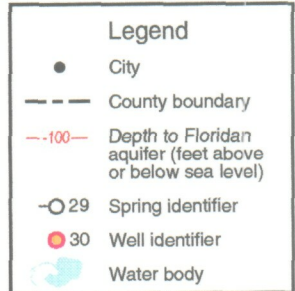 Legend
City
County boundary
-100 Depth to Floridan
aquifer (feet above
or below sea level)
29 Spring identifier
30 Well identifier
Water body